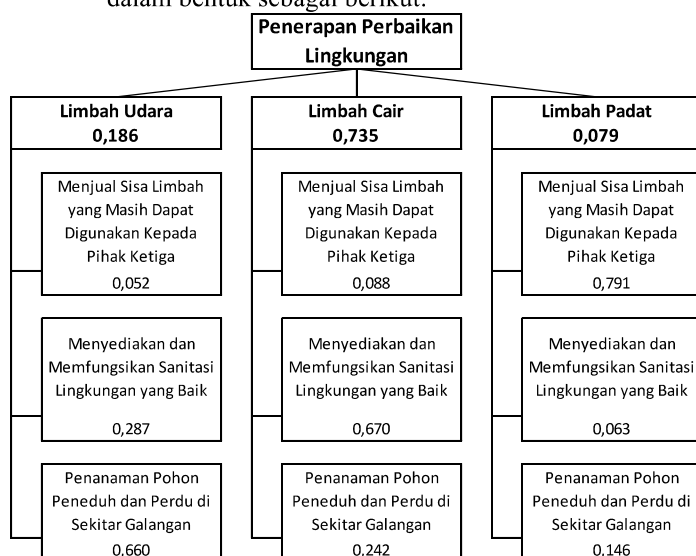 dalam bentuk sebagai berikut:
Penerapan Perbaikan
Lingkungan
Limbah Udara
0,186
Menjual Sisa Limbah
yang Masih Dapat
Digunakan Kepada
Pihak Ketiga
0,052
Menyediakan dan
Memfungsikan Sanitasi
Lingkungan yang Baik
0,287
Penanaman Pohon
Peneduh dan Perdu di
Sekitar Galangan
0,660
Limbah Cair
0,735
Menjual Sisa Limbah
yang Masih Dapat
Digunakan Kepada
Pihak Ketiga
0,088
Menyediakan dan
Memfungsikan Sanitasi
Lingkungan yang Baik
0,670
Penanaman Pohon
Peneduh dan Perdu di
Sekitar Galangan
0,242
Limbah Padat
0,079
Menjual Sisa Limbah
yang Masih Dapat
Digunakan Kepada
Pihak Ketiga
0,791
Menyediakan dan
Memfungsikan Sanitasi
Lingkungan yang Baik
0,063
Penanaman Pohon
Peneduh dan Perdu di
Sekitar Galangan
0,146